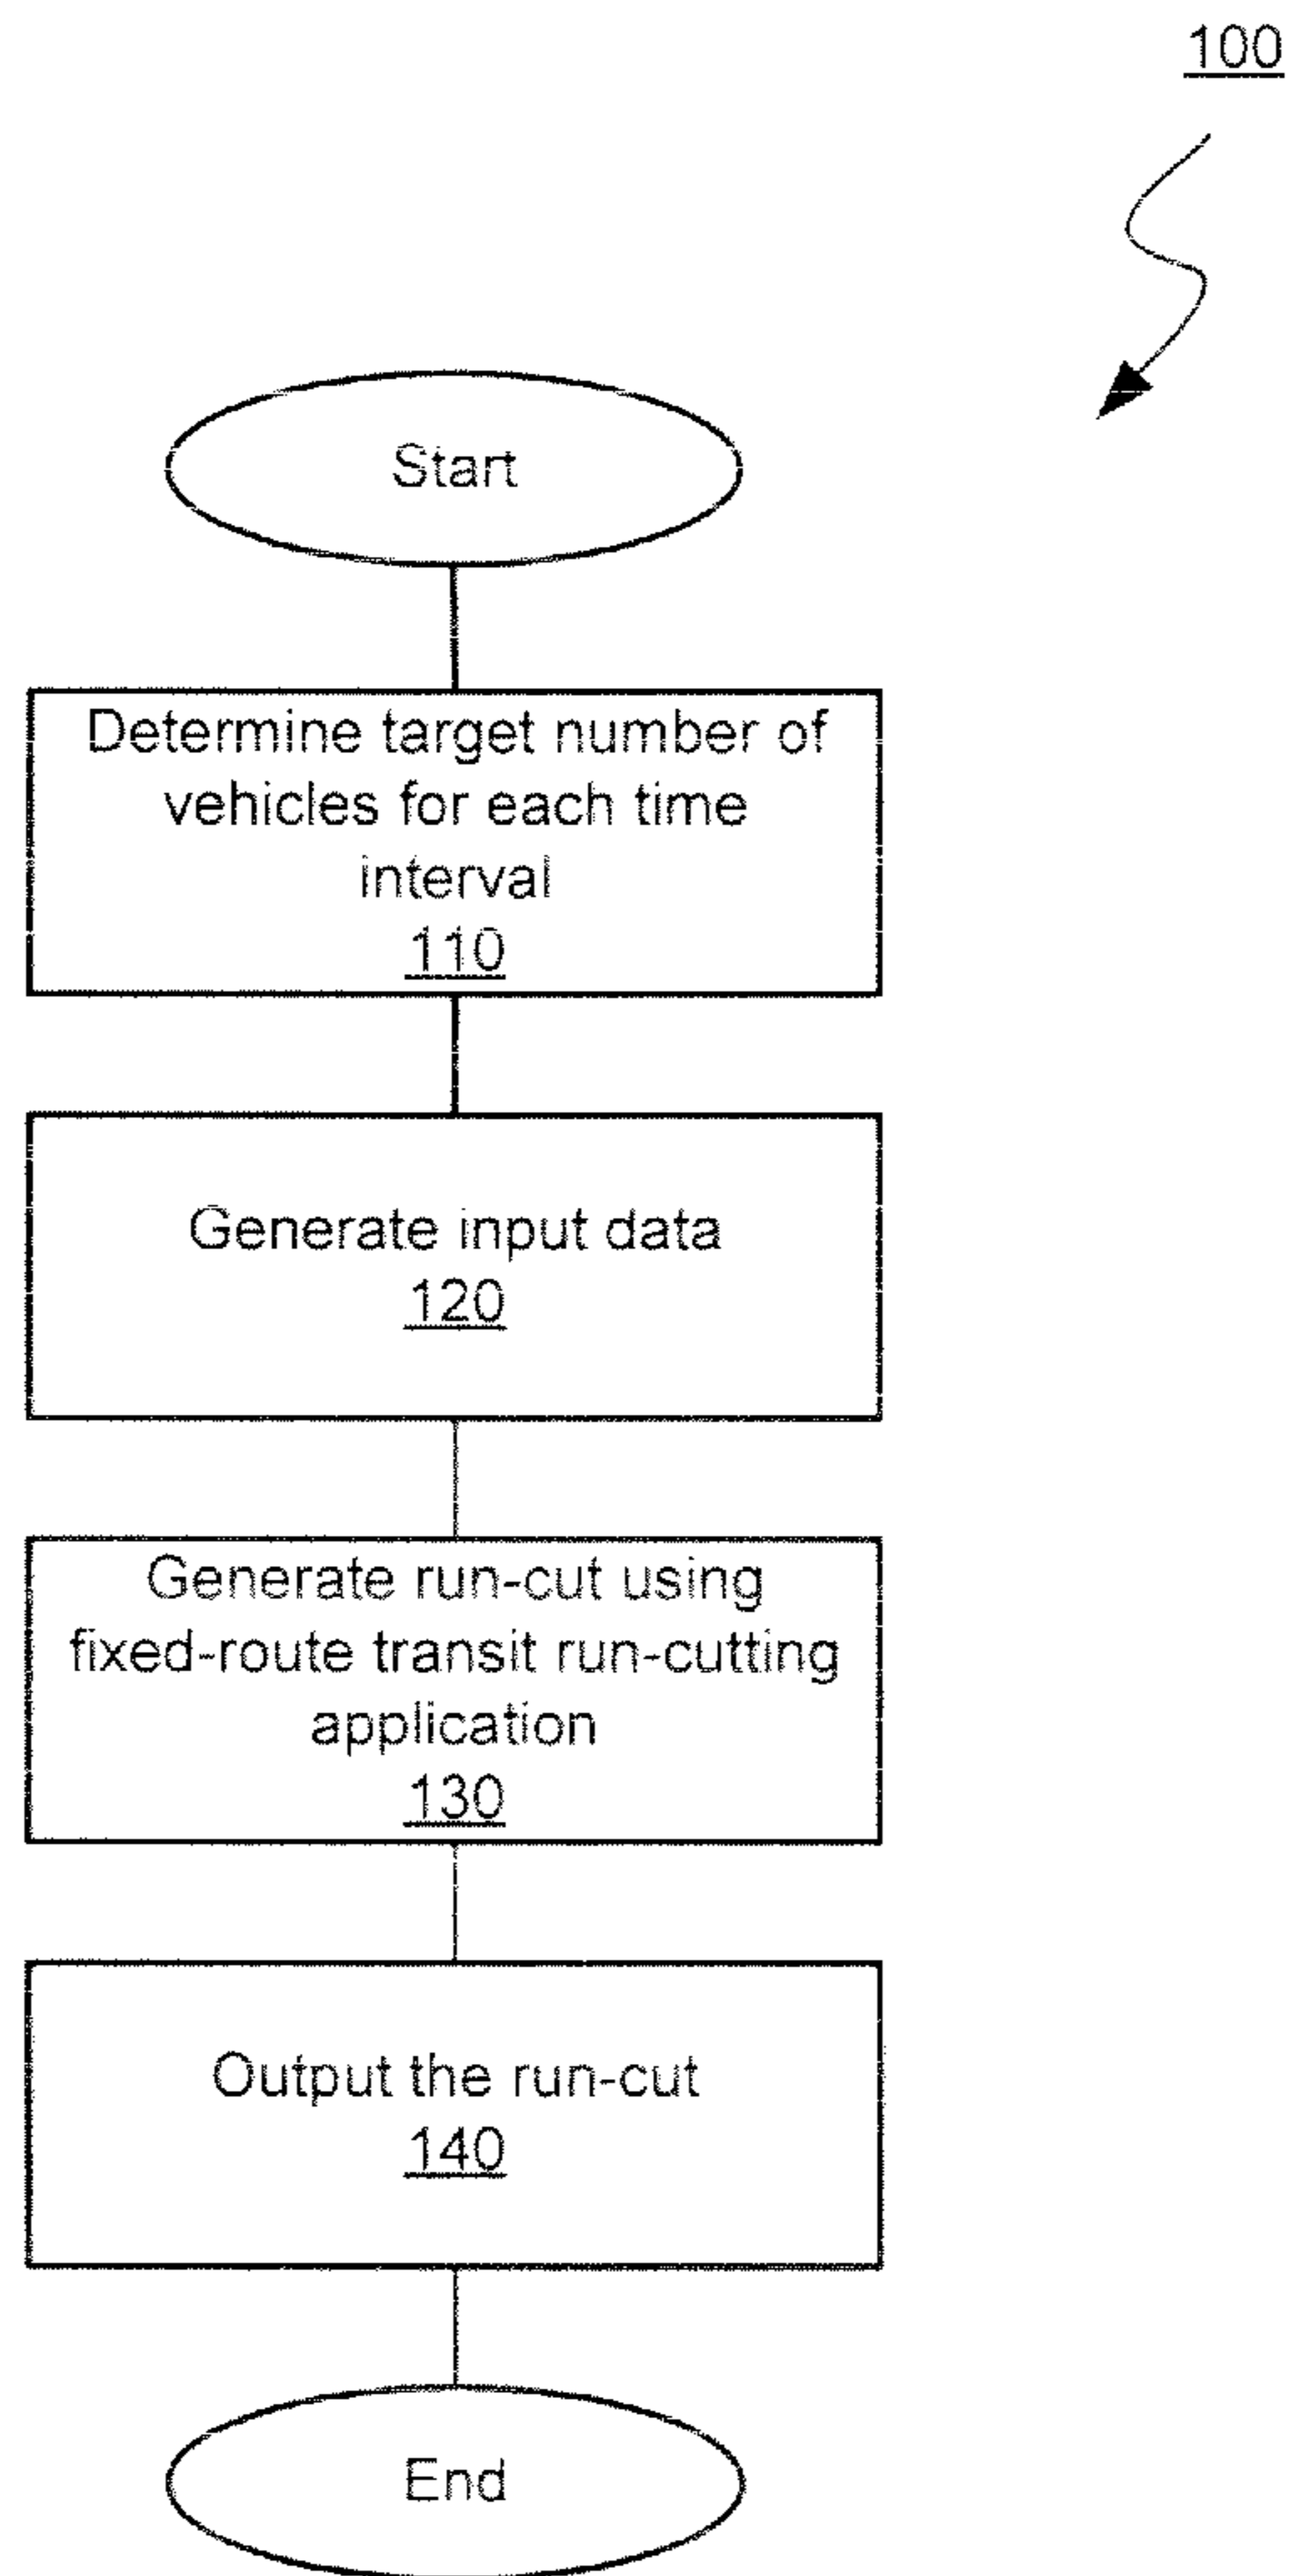 100
Start
Determine target number of
vehicles for each time
interval
110
Generate input data
120
Generate run-cut using
fixed-route transit run-cutting
application
130
Output the run-cut
140
End